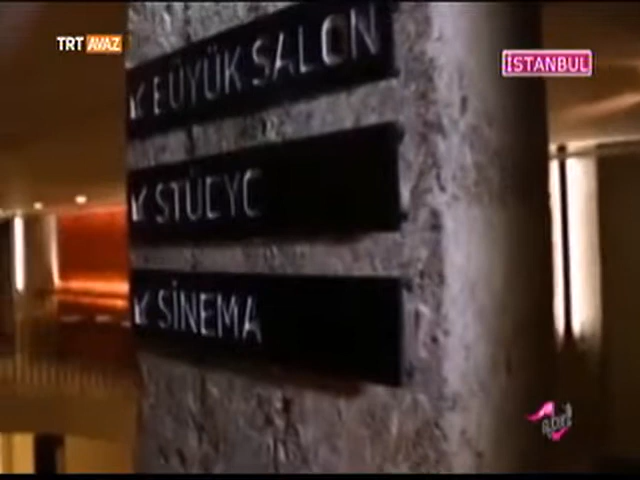 TRT AVAZ
İSTANBUL
BÜYÜK SALON
STÜDYO
SİNEMA